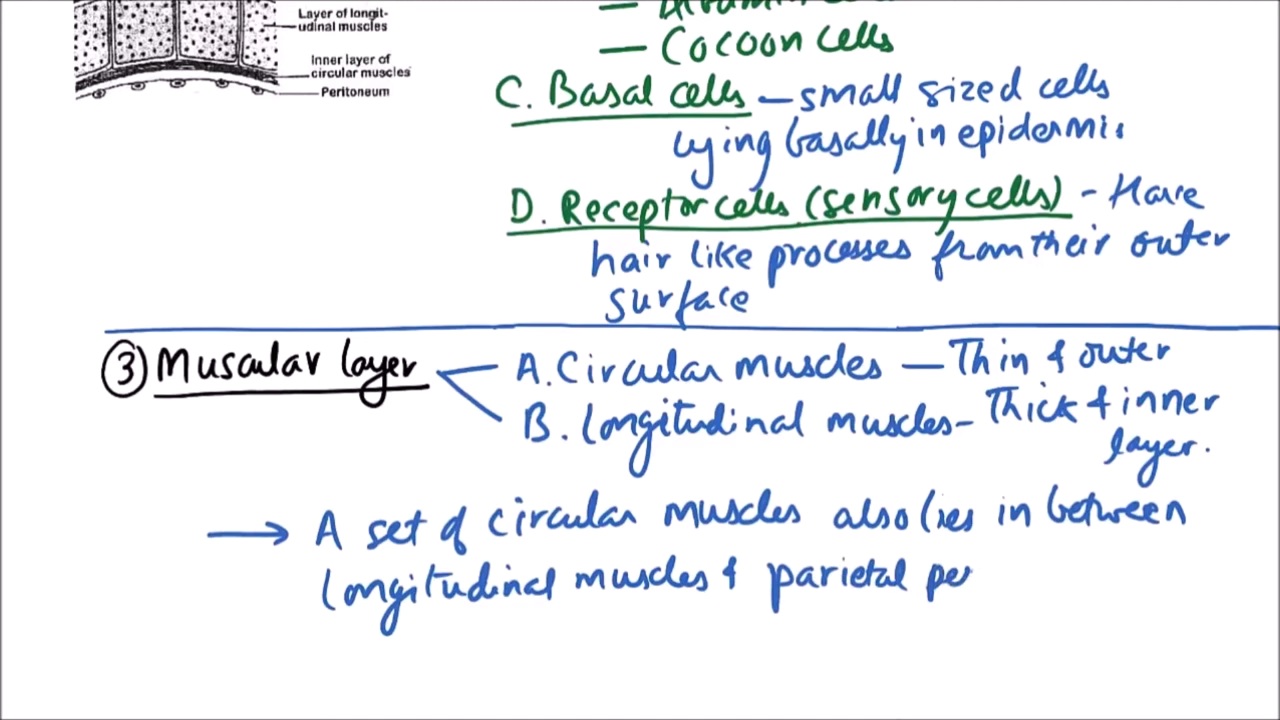 Layer of longit-
udinal muscles
Inner layer of
circular muscles
Peritoneum
— Cocoon cells
C. Basal cells — small sized cells
lying basally in epidermis
D. Receptor cells (sensory cells) - Have
hair like processes from their outer
surface
③ Muscular layer
A. Circular muscles — Thin & outer
B. Longitudinal muscles - Thick & inner
layer.
→ A set of circular muscles also lies in between
longitudinal muscles & parietal pe